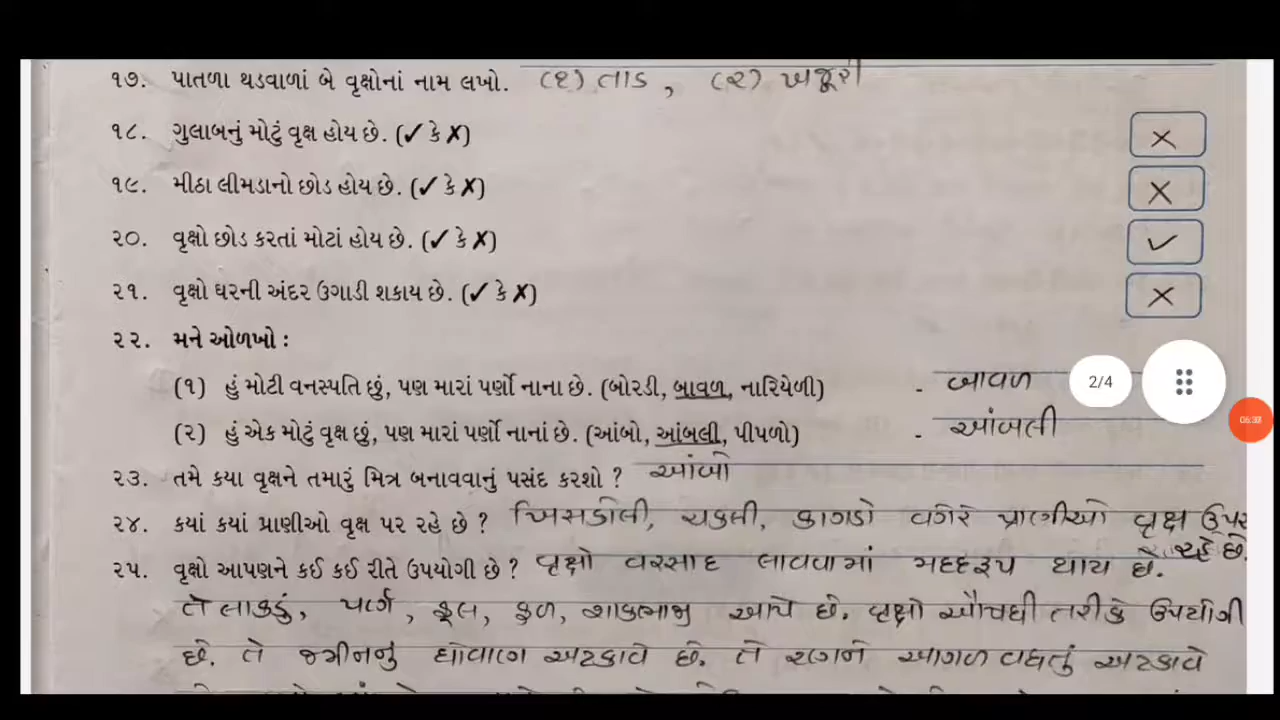 ૧૭. પાતળા થડવાળાં બે વૃક્ષોનાં નામ લખો. (૧) તાડ , (૨) ખજૂરી
૧૮. ગુલાબનું મોટું વૃક્ષ હોય છે. (✓ કે ✗) ✗
૧૯. મીઠા લીમડાનો છોડ હોય છે. (✓ કે ✗) ✗
૨૦. વૃક્ષો છોડ કરતાં મોટાં હોય છે. (✓ કે ✗) ✓
૨૧. વૃક્ષો ઘરની અંદર ઉગાડી શકાય છે. (✓ કે ✗) ✗
૨૨. મને ઓળખો :
(૧) હું મોટી વનસ્પતિ છું, પણ મારાં પર્ણો નાના છે. (બોરડી, બાવળ, નારિયેળી) - બાવળ
2/4
06:38
(૨) હું એક મોટું વૃક્ષ છું, પણ મારાં પર્ણો નાનાં છે. (આંબો, આંબલી, પીપળો) - આંબલી
૨૩. તમે કયા વૃક્ષને તમારું મિત્ર બનાવવાનું પસંદ કરશો ? આંબો
૨૪. કયાં કયાં પ્રાણીઓ વૃક્ષ પર રહે છે ? ખિસકોલી, ચકલી, કાગડો વગેરે પ્રાણીઓ વૃક્ષ ઉપર
રહે છે.
૨૫. વૃક્ષો આપણને કઈ કઈ રીતે ઉપયોગી છે ? વૃક્ષો વરસાદ લાવવામાં મદદરૂપ થાય છે.
તે લાકડું, પર્ણ, ફૂલ, ફળ, શાકભાજી આપે છે. વૃક્ષો ઔષધી તરીકે ઉપયોગી
છે. તે જમીનનું ધોવાણ અટકાવે છે. તે રણને આગળ વધતું અટકાવે